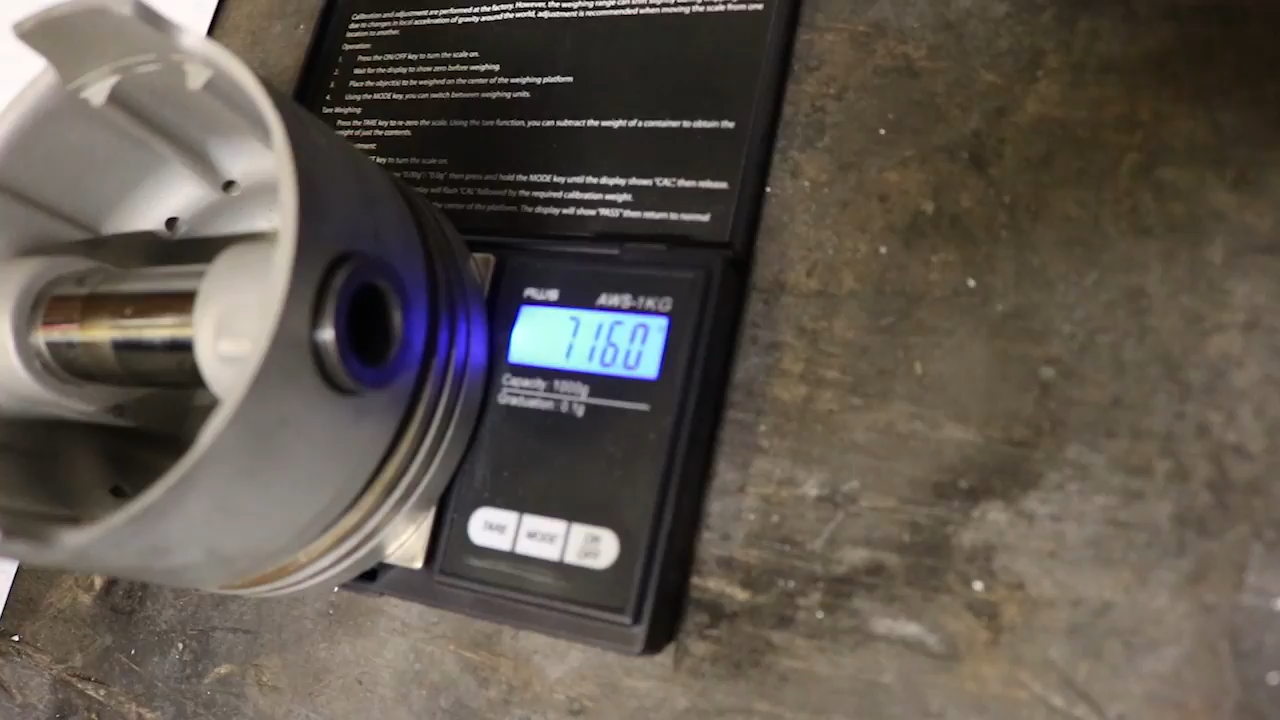 Calibration and adjustment are performed at the factory. However, the weighing range can shift slightly during shipping
due to changes in local acceleration of gravity around the world, adjustment is recommended when moving the scale from one
location to another.
Operation:
1. Press the ON/OFF key to turn the scale on.
2. Wait for the display to show zero before weighing.
3. Place the object(s) to be weighed on the center of the weighing platform
4. Using the MODE key, you can switch between weighing units.
Tare Weighing:
Press the TARE key to re-zero the scale. Using the tare function, you can subtract the weight of a container to obtain the
weight of just the contents.
key to turn the scale on.
"0.0g" then press and hold the MODE key until the display shows "CAL", then release.
will flash "CAL" followed by the required calibration weight.
the center of the platform. The display will show "PASS" then return to normal
AWS-1KG
716.0
Capacity: 1000g
Graduation: 0.1g
TARE MODE ON
OFF